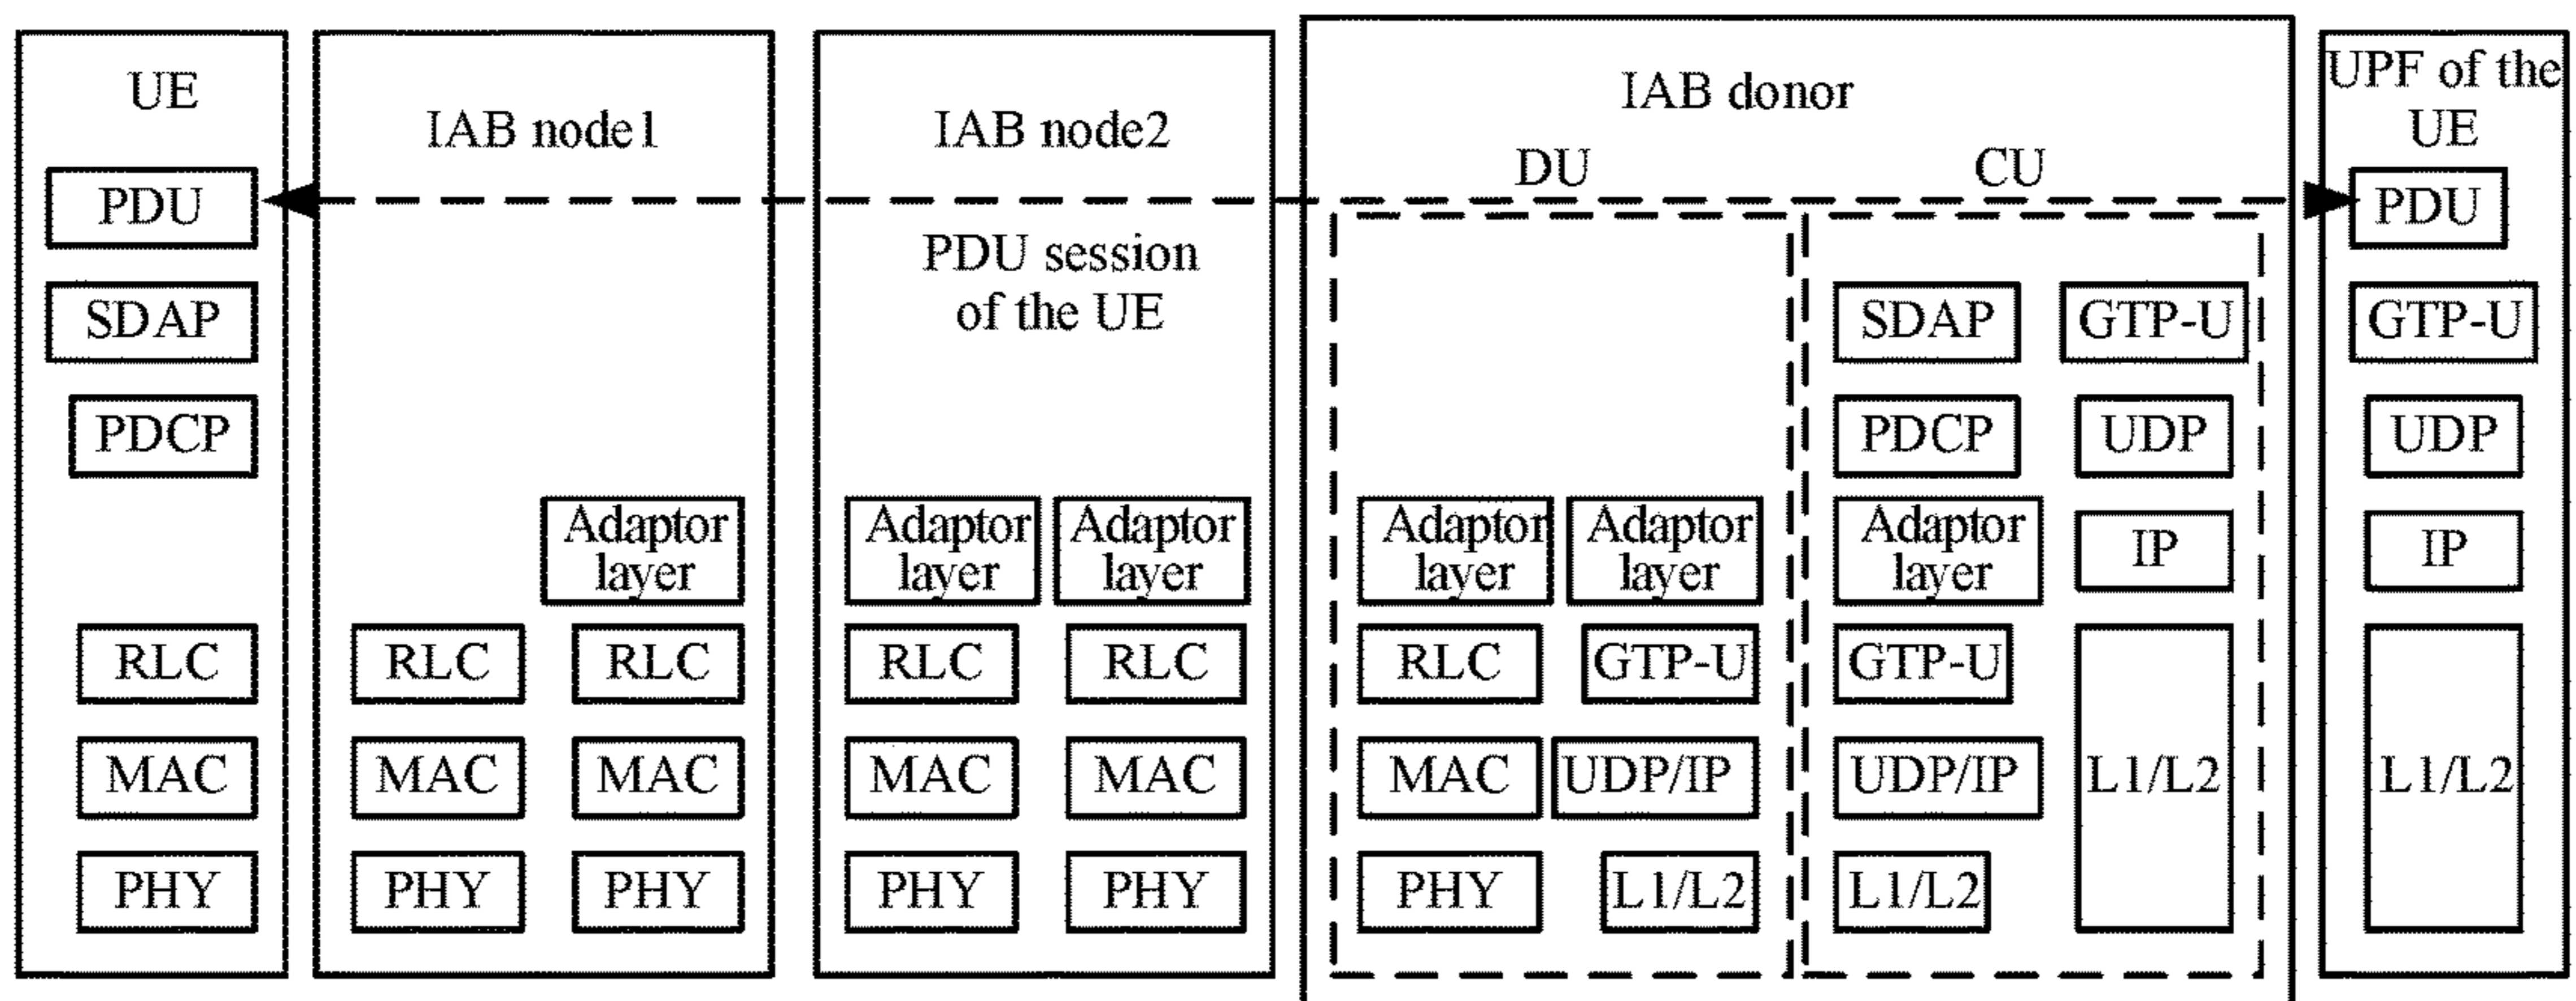 UE
PDU
SDAP
PDCP
RLC
MAC
PHY
IAB node1
Adaptor
layer
RLC
RLC
MAC
MAC
PHY
PHY
IAB node2
PDU session
of the UE
Adaptor
layer
Adaptor
layer
RLC
RLC
MAC
MAC
PHY
PHY
IAB donor
DU
Adaptor
layer
Adaptor
layer
RLC
GTP-U
MAC
UDP/IP
PHY
L1/L2
CU
SDAP
GTP-U
PDCP
UDP
Adaptor
layer
IP
GTP-U
UDP/IP
L1/L2
L1/L2
UPF of the
UE
PDU
GTP-U
UDP
IP
L1/L2